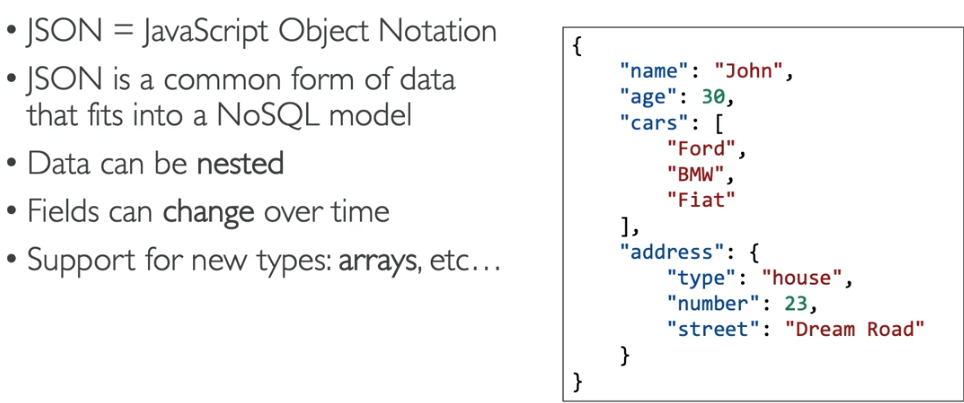 • JSON = JavaScript Object Notation
• JSON is a common form of data
that fits into a NoSQL model
• Data can be nested
• Fields can change over time
• Support for new types: arrays, etc…
{
    "name": "John",
    "age": 30,
    "cars": [
        "Ford",
        "BMW",
        "Fiat"
    ],
    "address": {
        "type": "house",
        "number": 23,
        "street": "Dream Road"
    }
}